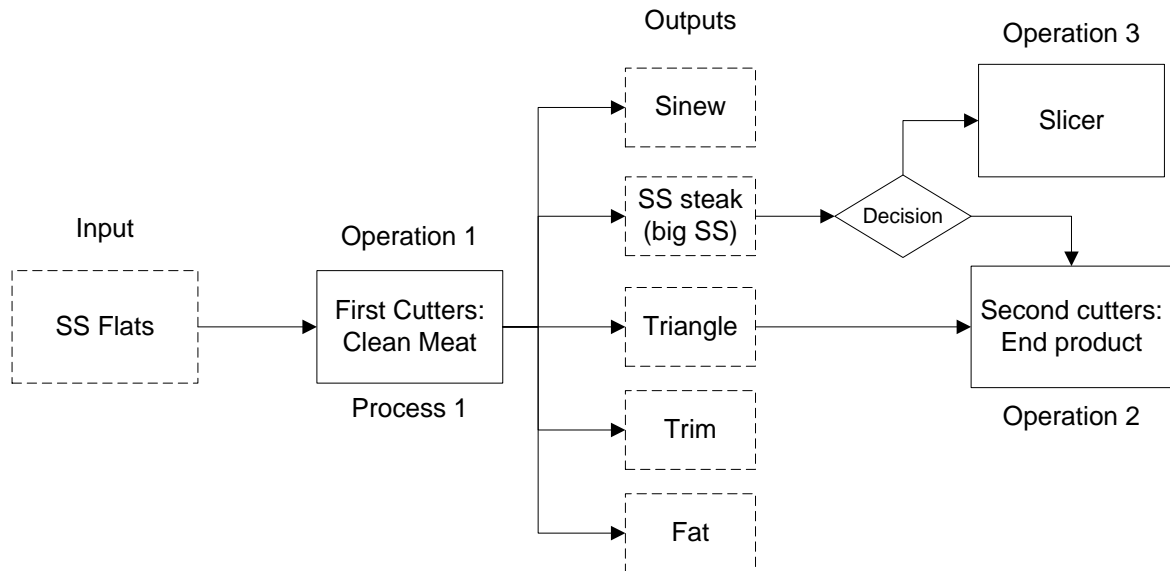 Outputs
Operation 3
Sinew
Slicer
SS steak
(big SS)
Decision
Input
Operation 1
SS Flats
First Cutters:
Clean Meat
Process 1
Triangle
Second cutters:
End product
Operation 2
Trim
Fat